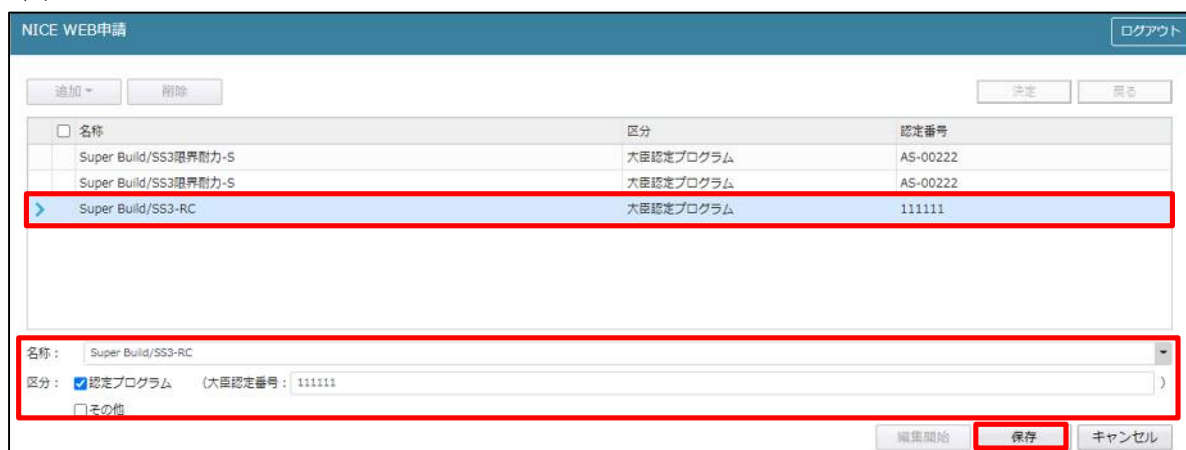 NICE WEB申請 ログアウト
追加 削除 決定 戻る
名称 区分 認定番号
Super Build/SS3限界耐力-S 大臣認定プログラム AS-00222
Super Build/SS3限界耐力-S 大臣認定プログラム AS-00222
Super Build/SS3-RC 大臣認定プログラム 111111
名称: Super Build/SS3-RC
区分: 認定プログラム (大臣認定番号: 111111 )
その他
編集開始 保存 キャンセル